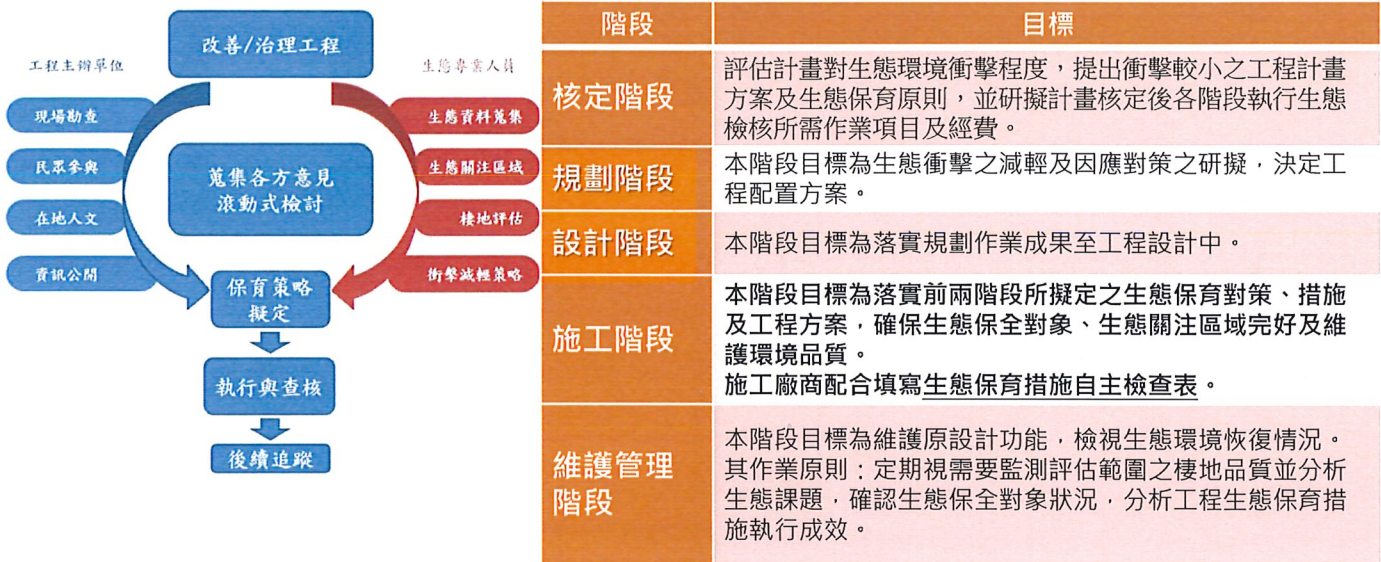 改善/治理工程
工程主辦單位
生態專業人員
現場勘查
民眾參與
在地人文
資訊公開
生態資料蒐集
生態關注區域
棲地評估
衝擊減輕策略
蒐集各方意見
滾動式檢討
保育策略
擬定
執行與查核
後續追蹤
階段
目標
核定階段
評估計畫對生態環境衝擊程度，提出衝擊較小之工程計畫
方案及生態保育原則，並研擬計畫核定後各階段執行生態
檢核所需作業項目及經費。
規劃階段
本階段目標為生態衝擊之減輕及因應對策之研擬，決定工
程配置方案。
設計階段
本階段目標為落實規劃作業成果至工程設計中。
施工階段
本階段目標為落實前兩階段所擬定之生態保育對策、措施
及工程方案，確保生態保全對象、生態關注區域完好及維
護環境品質。
施工廠商配合填寫生態保育措施自主檢查表。
維護管理
階段
本階段目標為維護原設計功能，檢視生態環境恢復情況。
其作業原則：定期視需要監測評估範圍之棲地品質並分析
生態課題，確認生態保全對象狀況，分析工程生態保育措
施執行成效。